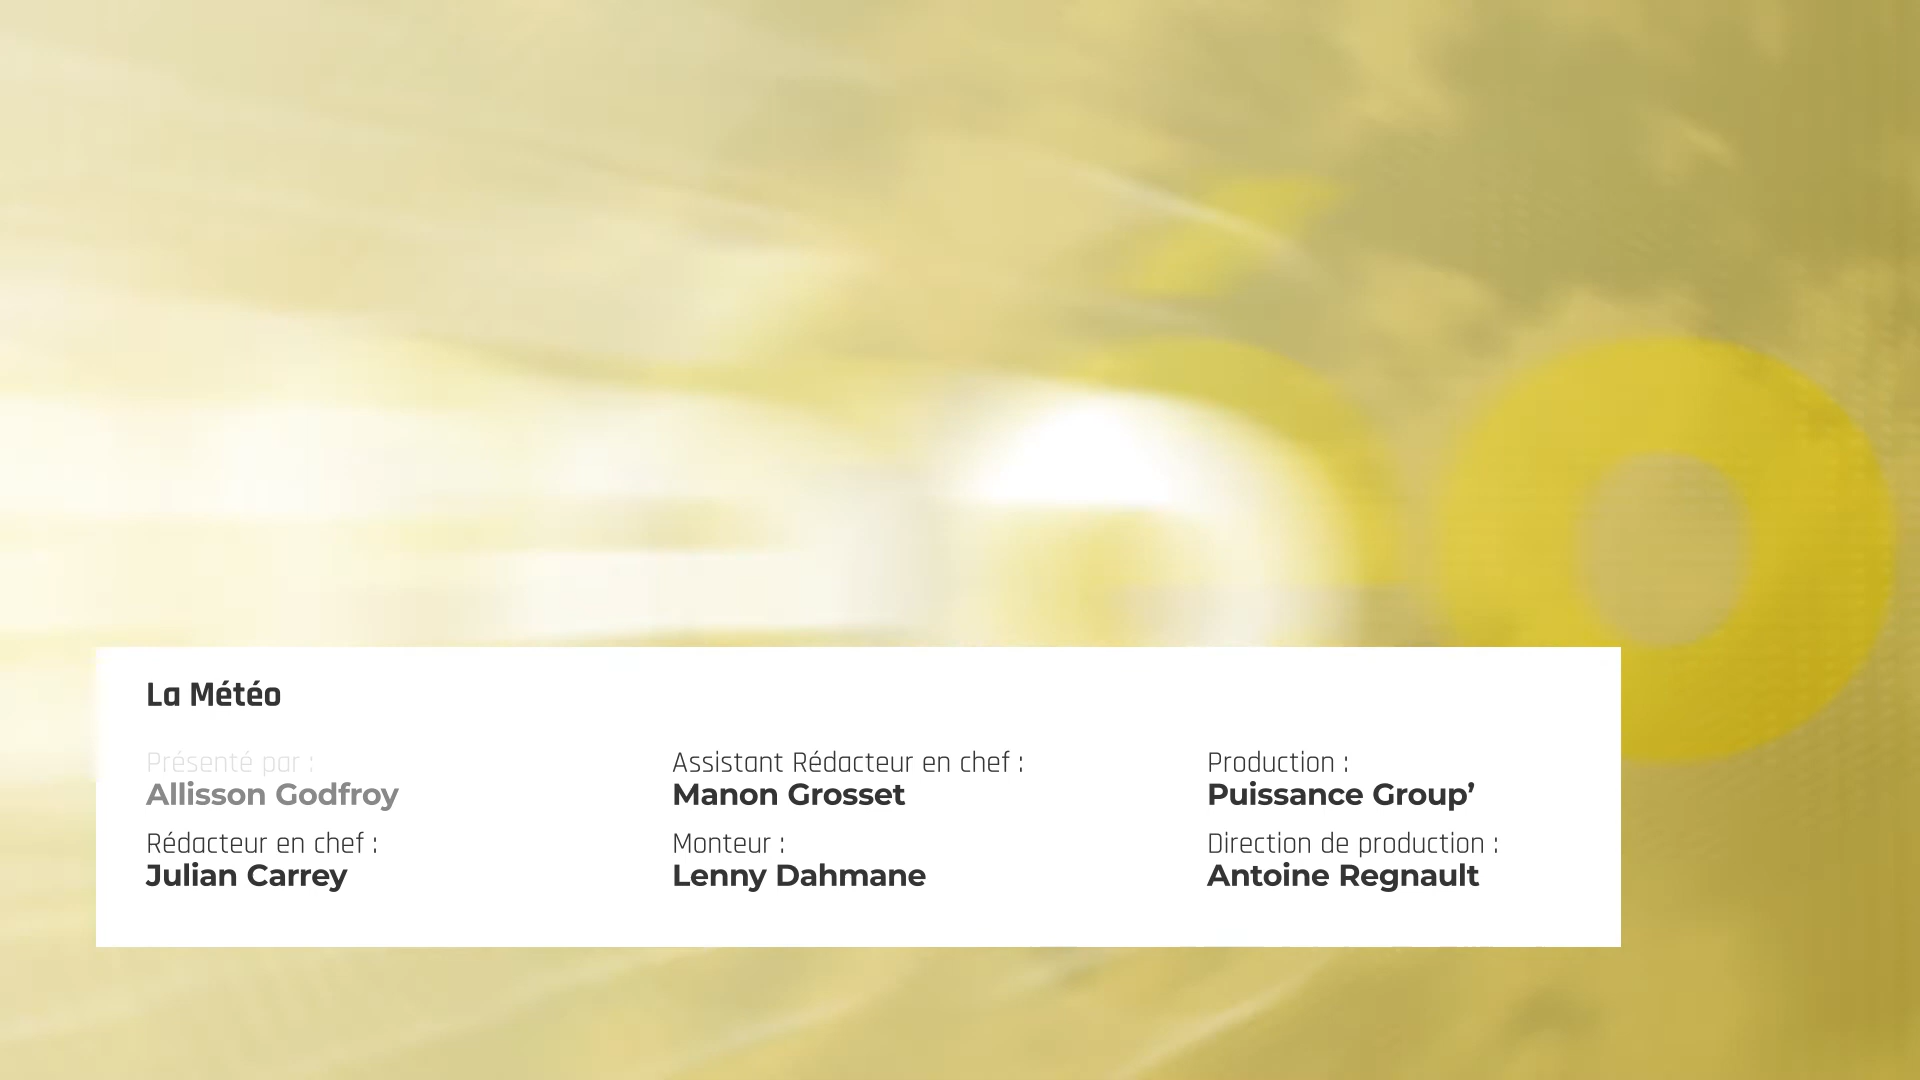 éo
La Météo
Présenté par :
Allisson Godfroy
Rédacteur en chef :
Julian Carrey
Assistant Rédacteur en chef :
Manon Grosset
Monteur :
Lenny Dahmane
Production :
Puissance Group’
Direction de production :
Antoine Regnault